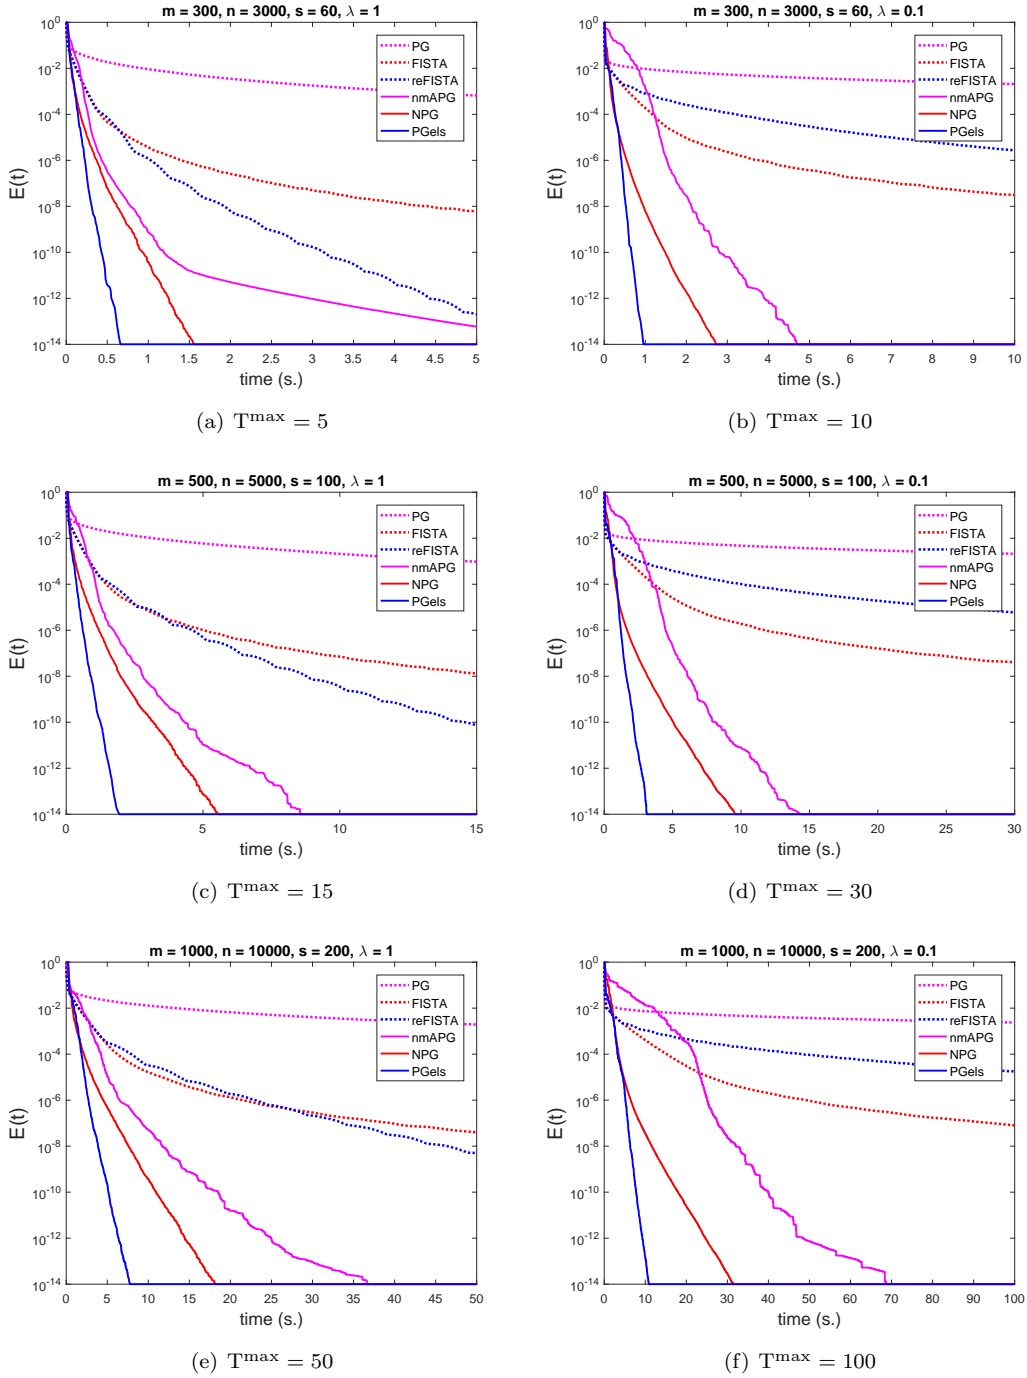 m = 300, n = 3000, s = 60, λ = 1
E(t)
10^0
10^-2
10^-4
10^-6
10^-8
10^-10
10^-12
10^-14
PG
FISTA
reFISTA
nmAPG
NPG
PGels
0 0.5 1 1.5 2 2.5 3 3.5 4 4.5 5
time (s.)
(a) T^max = 5
m = 300, n = 3000, s = 60, λ = 0.1
E(t)
10^0
10^-2
10^-4
10^-6
10^-8
10^-10
10^-12
10^-14
PG
FISTA
reFISTA
nmAPG
NPG
PGels
0 1 2 3 4 5 6 7 8 9 10
time (s.)
(b) T^max = 10
m = 500, n = 5000, s = 100, λ = 1
E(t)
10^0
10^-2
10^-4
10^-6
10^-8
10^-10
10^-12
10^-14
PG
FISTA
reFISTA
nmAPG
NPG
PGels
0 5 10 15
time (s.)
(c) T^max = 15
m = 500, n = 5000, s = 100, λ = 0.1
E(t)
10^0
10^-2
10^-4
10^-6
10^-8
10^-10
10^-12
10^-14
PG
FISTA
reFISTA
nmAPG
NPG
PGels
0 5 10 15 20 25 30
time (s.)
(d) T^max = 30
m = 1000, n = 10000, s = 200, λ = 1
E(t)
10^0
10^-2
10^-4
10^-6
10^-8
10^-10
10^-12
10^-14
PG
FISTA
reFISTA
nmAPG
NPG
PGels
0 5 10 15 20 25 30 35 40 45 50
time (s.)
(e) T^max = 50
m = 1000, n = 10000, s = 200, λ = 0.1
E(t)
10^0
10^-2
10^-4
10^-6
10^-8
10^-10
10^-12
10^-14
PG
FISTA
reFISTA
nmAPG
NPG
PGels
0 10 20 30 40 50 60 70 80 90 100
time (s.)
(f) T^max = 100